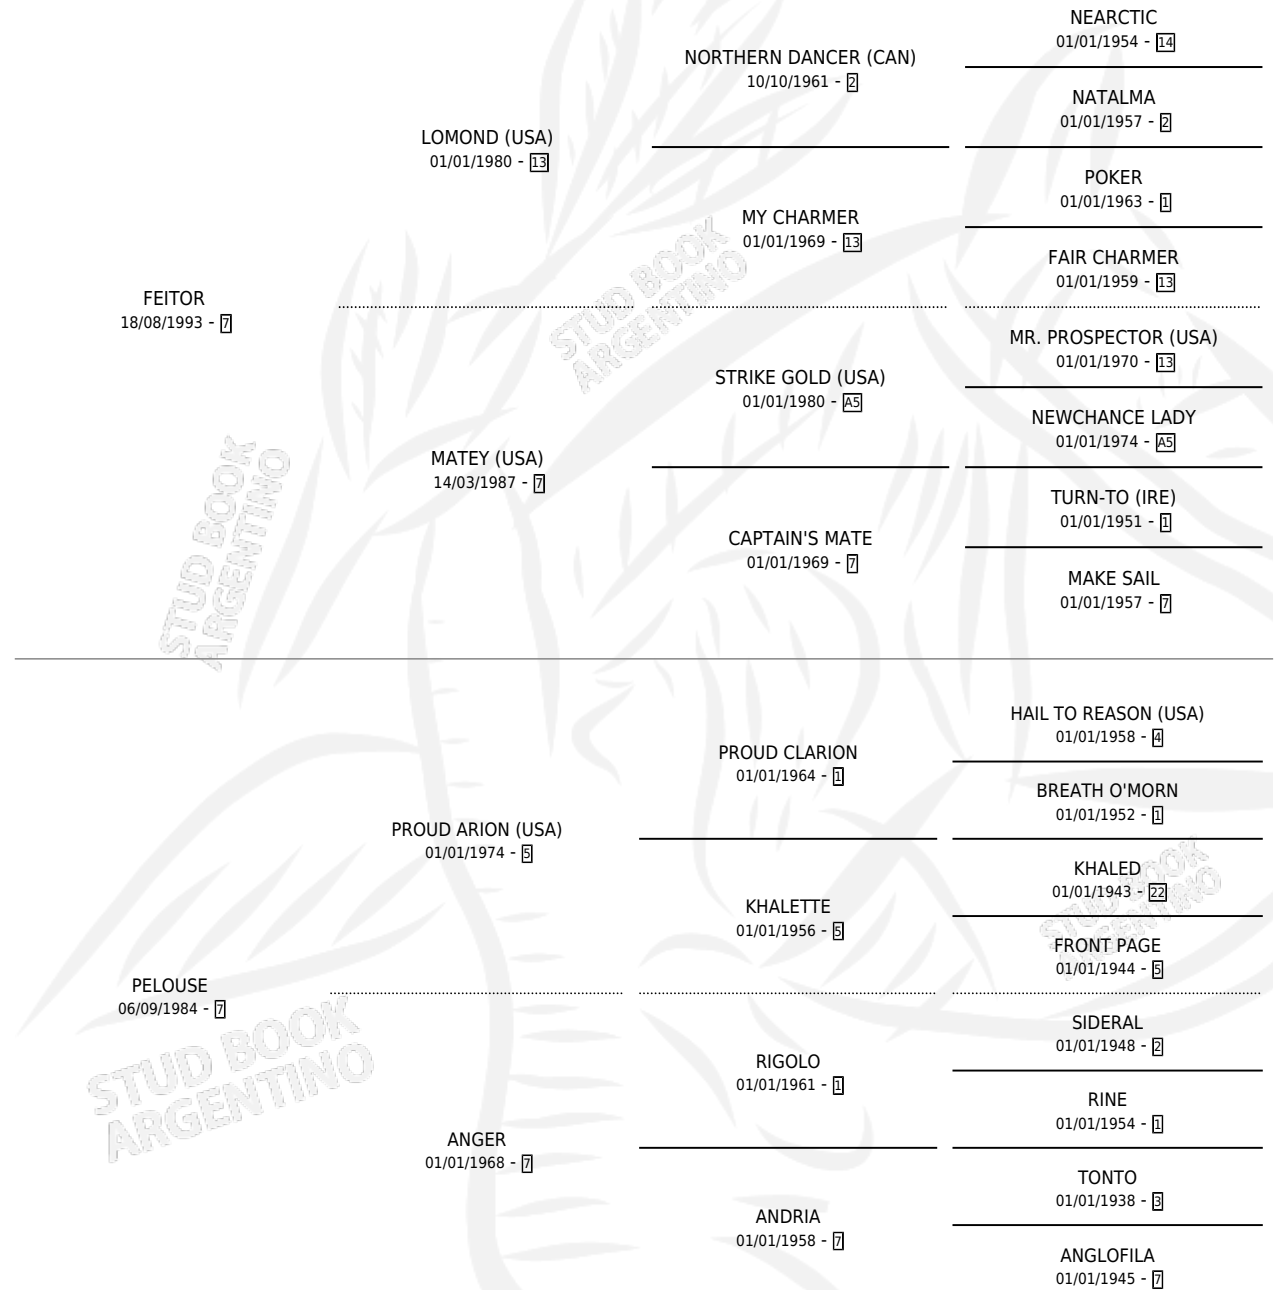 NEARCTIC
01/01/1954 - 14
NORTHERN DANCER (CAN)
10/10/1961 - 2
NATALMA
01/01/1957 - 2
LOMOND (USA)
01/01/1980 - 13
POKER
01/01/1963 - 1
MY CHARMER
01/01/1969 - 13
FAIR CHARMER
01/01/1959 - 13
FEITOR
18/08/1993 - 7
MR. PROSPECTOR (USA)
01/01/1970 - 13
STRIKE GOLD (USA)
01/01/1980 - A5
NEWCHANCE LADY
01/01/1974 - A5
MATEY (USA)
14/03/1987 - 7
TURN-TO (IRE)
01/01/1951 - 1
CAPTAIN'S MATE
01/01/1969 - 7
MAKE SAIL
01/01/1957 - 7
HAIL TO REASON (USA)
01/01/1958 - 4
PROUD CLARION
01/01/1964 - 1
BREATH O'MORN
01/01/1952 - 1
PROUD ARION (USA)
01/01/1974 - 5
KHALED
01/01/1943 - 22
KHALETTE
01/01/1956 - 5
FRONT PAGE
01/01/1944 - 5
PELOUSE
06/09/1984 - 7
SIDERAL
01/01/1948 - 2
RIGOLO
01/01/1961 - 1
RINE
01/01/1954 - 1
ANGER
01/01/1968 - 7
TONTO
01/01/1938 - 3
ANDRIA
01/01/1958 - 7
ANGLOFILA
01/01/1945 - 7
STUD BOOK
ARGENTINO
STUD BOOK
ARGENTINO
STUD BOOK
ARGENTINO
STUD BOOK
ARGENTINO